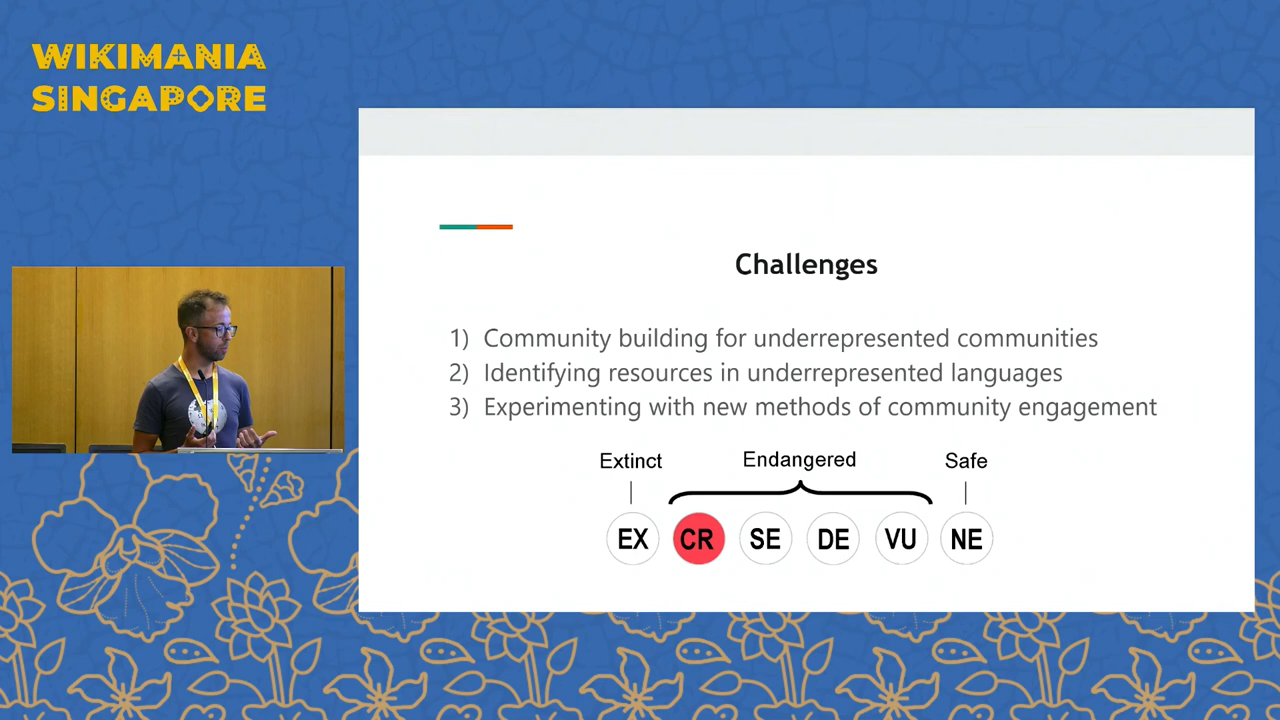 WIKIMANIA
SINGAPORE
Challenges
1) Community building for underrepresented communities
2) Identifying resources in underrepresented languages
3) Experimenting with new methods of community engagement
Extinct Endangered Safe
EX CR SE DE VU NE